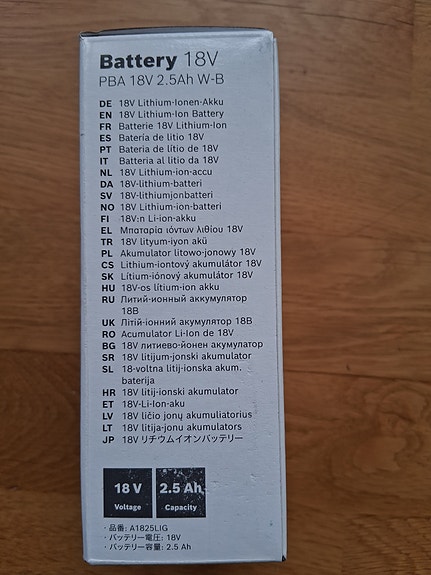 Battery 18V
PBA 18V 2.5Ah W-B
DE 18V Lithium-Ionen-Akku
EN 18V Lithium-Ion Battery
FR Batterie 18V Lithium-Ion
ES Batería de litio 18V
PT Bateria de lítio de 18V
IT Batteria al litio da 18V
NL 18V Lithium-ion-accu
DA 18V-lithium-batteri
SV 18V-lithiumjonbatteri
NO 18V Lithium-ion-batteri
FI 18V:n Li-ion-akku
EL Μπαταρία ιόντων λιθίου 18V
TR 18V lityum-iyon akü
PL Akumulator litowo-jonowy 18V
CS Lithium-iontový akumulátor 18V
SK Lítium-iónový akumulátor 18V
HU 18V-os lítium-ion akku
RU Литий-ионный аккумулятор
18В
UK Літій-іонний акумулятор 18В
RO Acumulator Li-Ion de 18V
BG 18V литиево-йонен акумулатор
SR 18V litijum-jonski akumulator
SL 18-voltna litij-ionska akum.
baterija
HR 18V litij-ionski akumulator
ET 18V-Li-Ion-aku
LV 18V ličio jonų akumuliatorius
LT 18V litija-jonu akumulators
JP 18V リチウムイオンバッテリー
18 V
Voltage
2.5 Ah
Capacity
・品番: A1825LIG
・バッテリー電圧: 18V
・バッテリー容量: 2.5 Ah